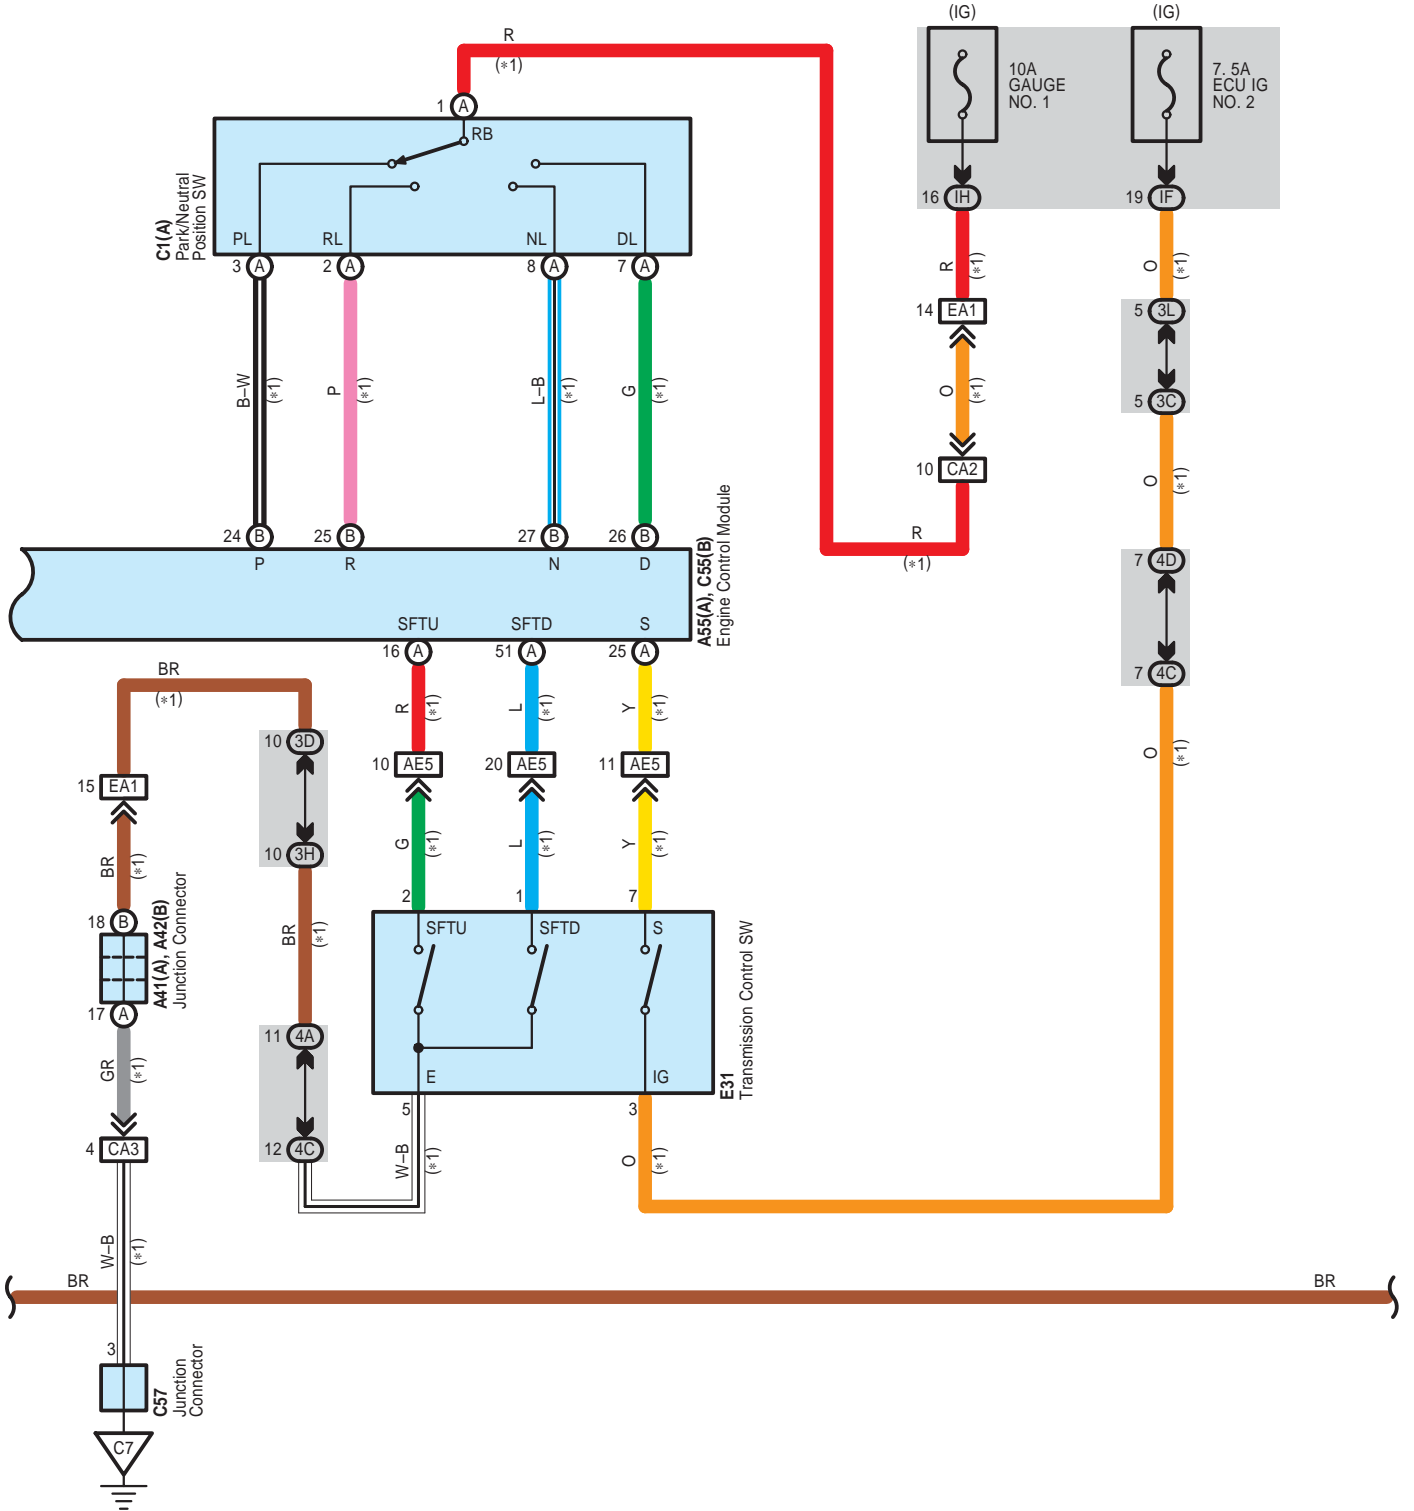 (IG)
(IG)
R
(*1)
10A
GAUGE
NO. 1
7. 5A
ECU IG
NO. 2
1 A
RB
C1(A)
Park/Neutral
Position SW
PL
RL
NL
DL
3 A
2 A
8 A
7 A
16 IH
19 IF
R
(*1)
O
(*1)
14 EA1
5 3L
B–W
(*1)
P
(*1)
L–B
(*1)
G
(*1)
O
(*1)
5 3C
10 CA2
O
(*1)
24 B
25 B
27 B
26 B
P
R
N
D
A55(A), C55(B)
Engine Control Module
R
(*1)
7 4D
SFTU
SFTD
S
16 A
51 A
25 A
7 4C
BR
(*1)
R
(*1)
L
(*1)
Y
(*1)
10 3D
10 AE5
20 AE5
11 AE5
O
(*1)
15 EA1
10 3H
G
(*1)
L
(*1)
Y
(*1)
BR
(*1)
2
1
7
18 B
A41(A), A42(B)
Junction Connector
BR
(*1)
SFTU
SFTD
S
E31
Transmission Control SW
17 A
11 4A
GR
(*1)
E
IG
5
3
4 CA3
12 4C
W–B
(*1)
O
(*1)
W–B
(*1)
BR
BR
3
C57
Junction
Connector
C7